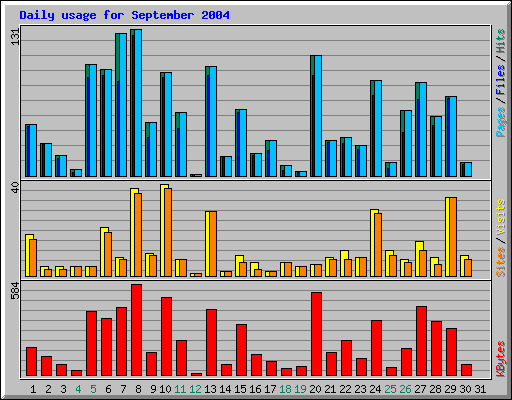 Daily usage for September 2004
131
Pages / Files / Hits
40
Sites / Visits
584
KBytes
1 2 3 4 5 6 7 8 9 10 11 12 13 14 15 16 17 18 19 20 21 22 23 24 25 26 27 28 29 30 31